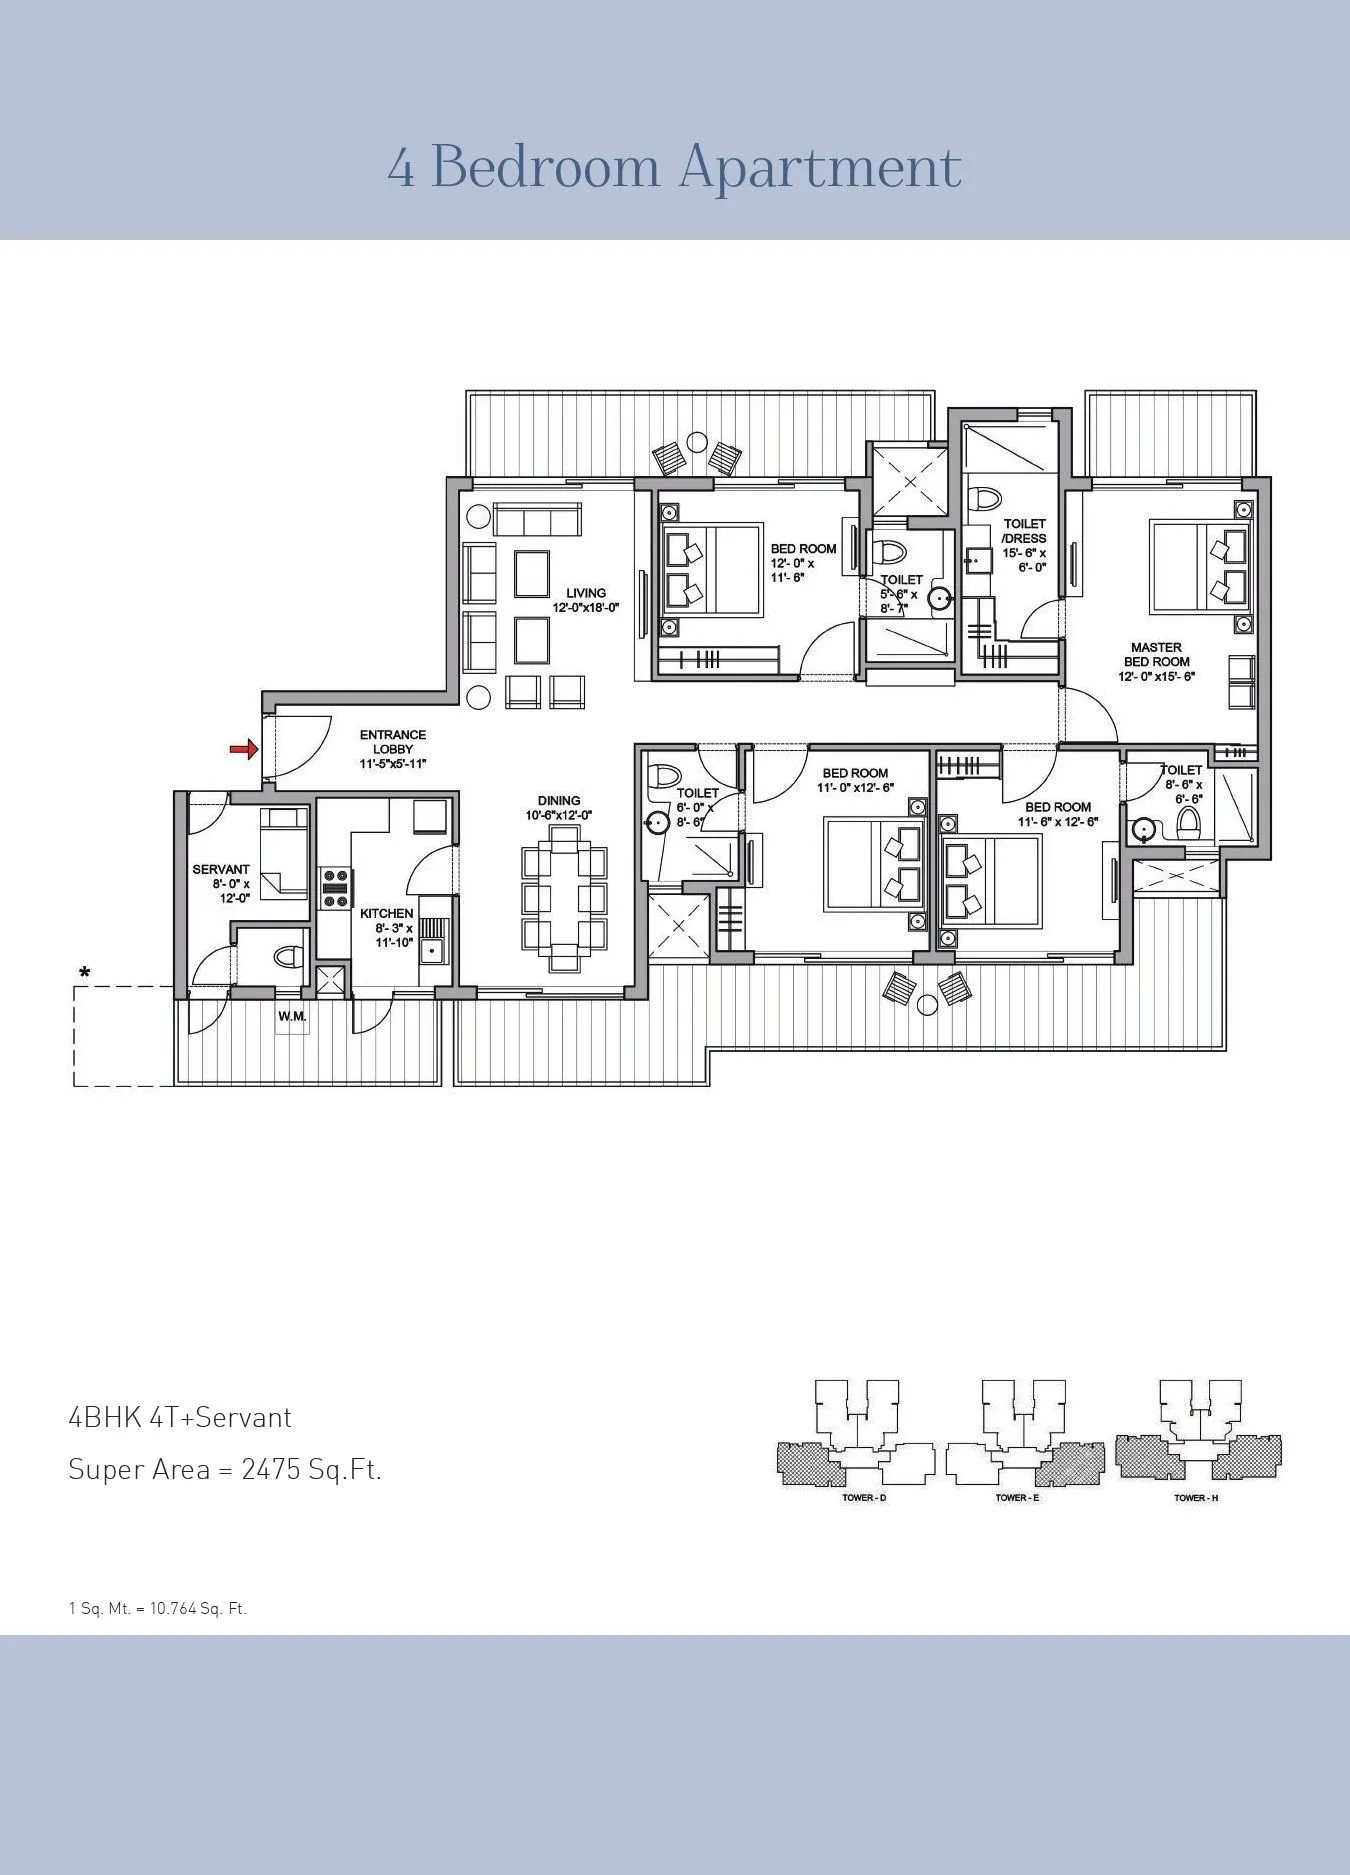 4 Bedroom Apartment
BED ROOM
12'- 0" x
11'- 6"
TOILET
/DRESS
15'- 6" x
6'- 0"
TOILET
5'- 6" x
8'- 7"
LIVING
12'-0"x18'-0"
MASTER
BED ROOM
12'- 0" x15'- 6"
ENTRANCE
LOBBY
11'-5"x5'-11"
DINING
10'-6"x12'-0"
TOILET
6'- 0" x
8'- 6"
BED ROOM
11'- 0" x12'- 6"
BED ROOM
11'- 6" x 12'- 6"
TOILET
8'- 6" x
6'- 6"
SERVANT
8'- 0" x
12'-0"
KITCHEN
8'- 3" x
11'-10"
*
W.M.
4BHK 4T+Servant
Super Area = 2475 Sq.Ft.
TOWER - D
TOWER - E
TOWER - H
1 Sq. Mt. = 10.764 Sq. Ft.